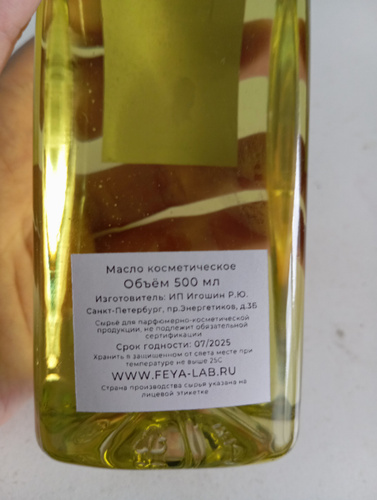 Масло косметическое
Объём 500 мл
Изготовитель: ИП Игошин Р.Ю.
Санкт-Петербург, пр.Энергетиков, д.3Б
Сырьё для парфюмерно-косметической
продукции, не подлежит обязательной
сертификации
Срок годности: 07/2025
Хранить в защищенном от света месте при
температуре не выше 25С
WWW.FEYA-LAB.RU
Страна производства сырья указана на
лицевой этикетке